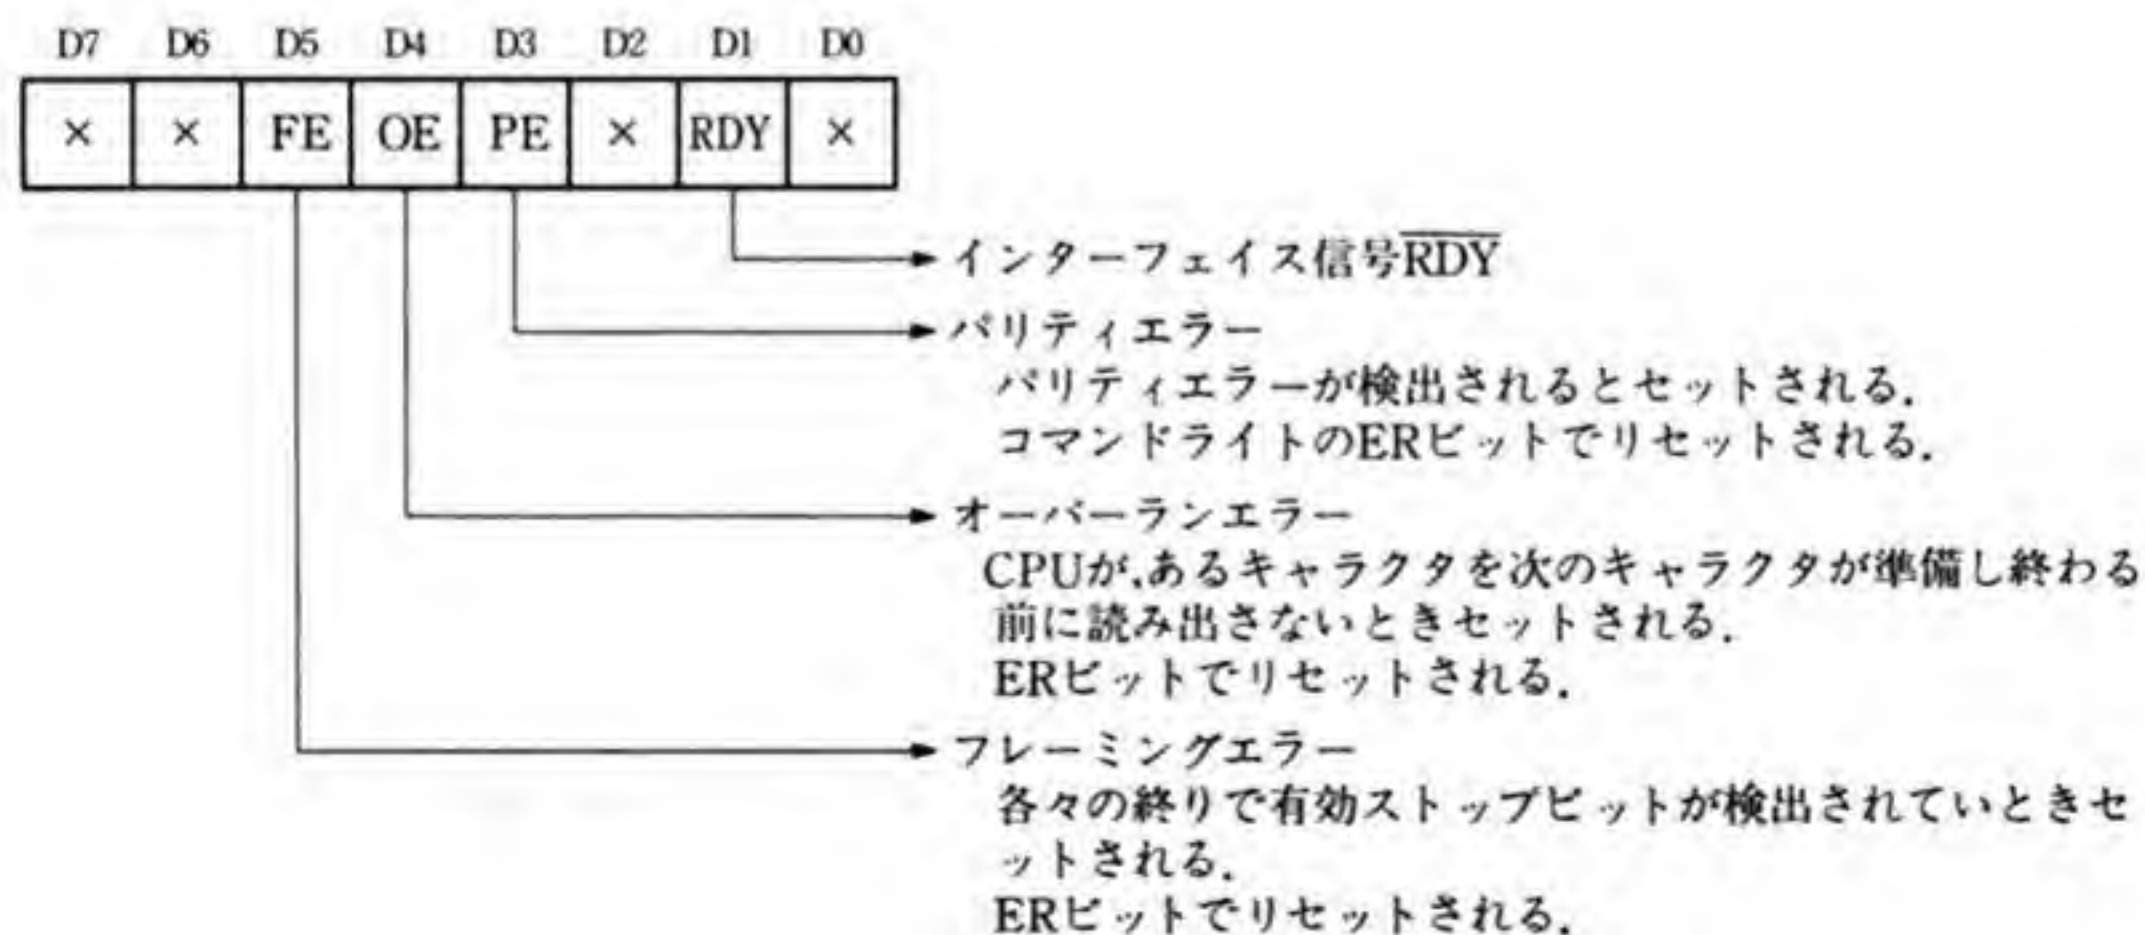 D7 D6 D5 D4 D3 D2 D1 D0
× × FE OE PE × RDY ×
インターフェイス信号R̅D̅Y̅
パリティエラー
パリティエラーが検出されるとセットされる.
コマンドライトのERビットでリセットされる.
オーバーランエラー
CPUが,あるキャラクタを次のキャラクタが準備し終わる
前に読み出さないときセットされる.
ERビットでリセットされる.
フレーミングエラー
各々の終りで有効ストップビットが検出されていときセ
ットされる.
ERビットでリセットされる.